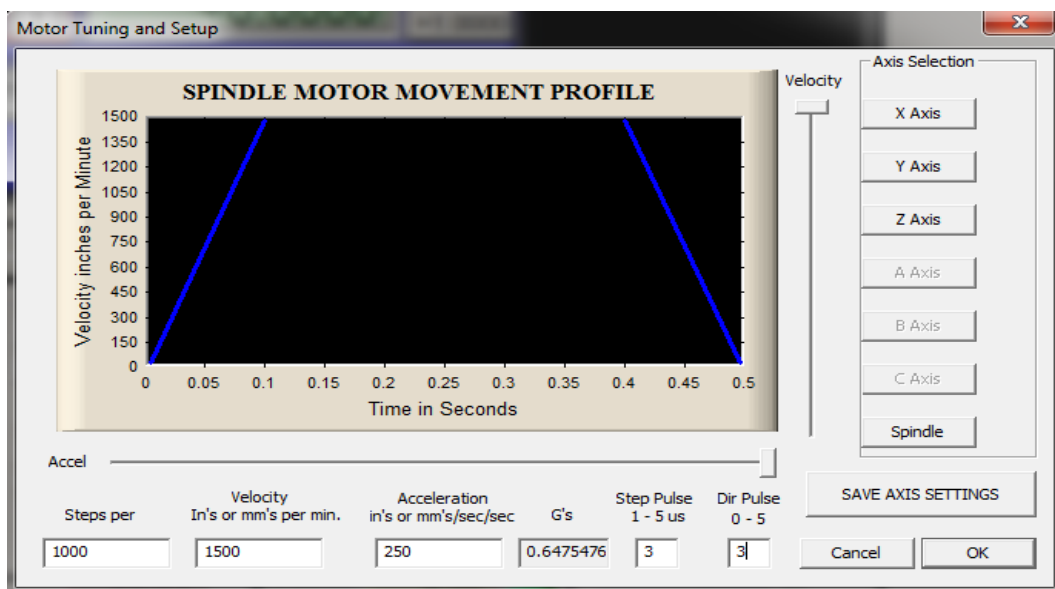 Motor Tuning and Setup
SPINDLE MOTOR MOVEMENT PROFILE
Velocity inches per Minute
1500
1350
1200
1050
900
750
600
450
300
150
0
0 0.05 0.1 0.15 0.2 0.25 0.3 0.35 0.4 0.45 0.5
Time in Seconds
Velocity
Axis Selection
X Axis
Y Axis
Z Axis
A Axis
B Axis
C Axis
Spindle
Accel
Steps per
Velocity
In's or mm's per min.
Acceleration
in's or mm's/sec/sec
G's
Step Pulse
1 - 5 us
Dir Pulse
0 - 5
1000 1500 250 0.6475476 3 3
SAVE AXIS SETTINGS
Cancel OK